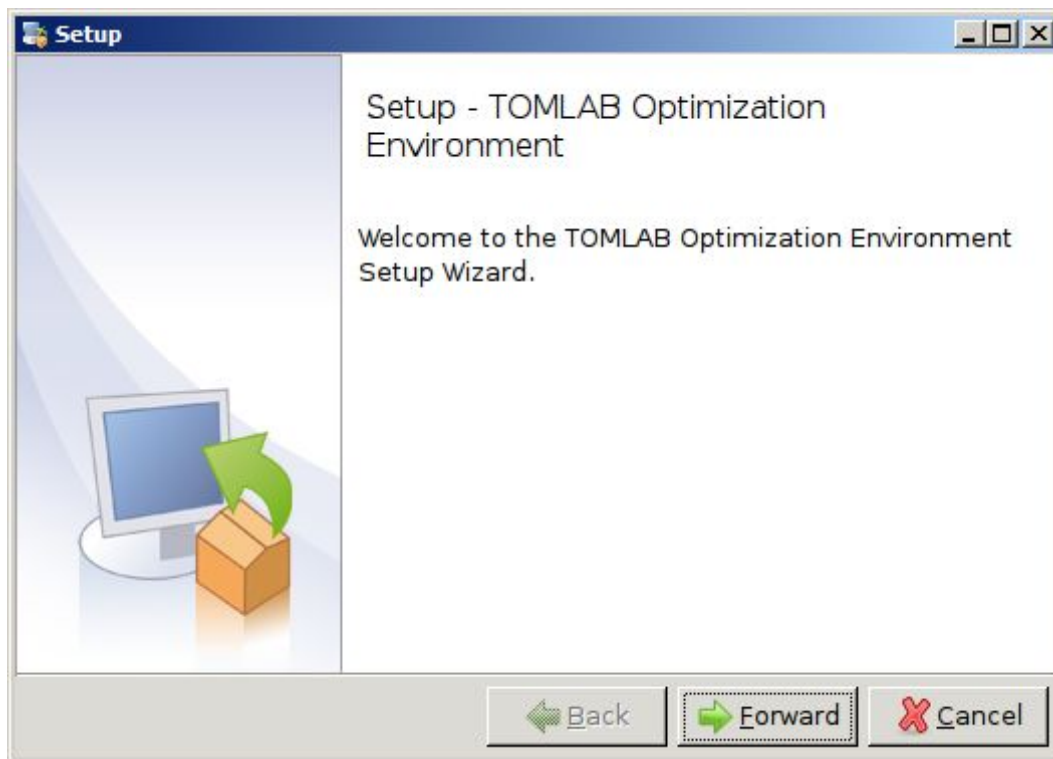 Setup
Setup - TOMLAB Optimization
Environment
Welcome to the TOMLAB Optimization Environment
Setup Wizard.
Back
Forward
Cancel